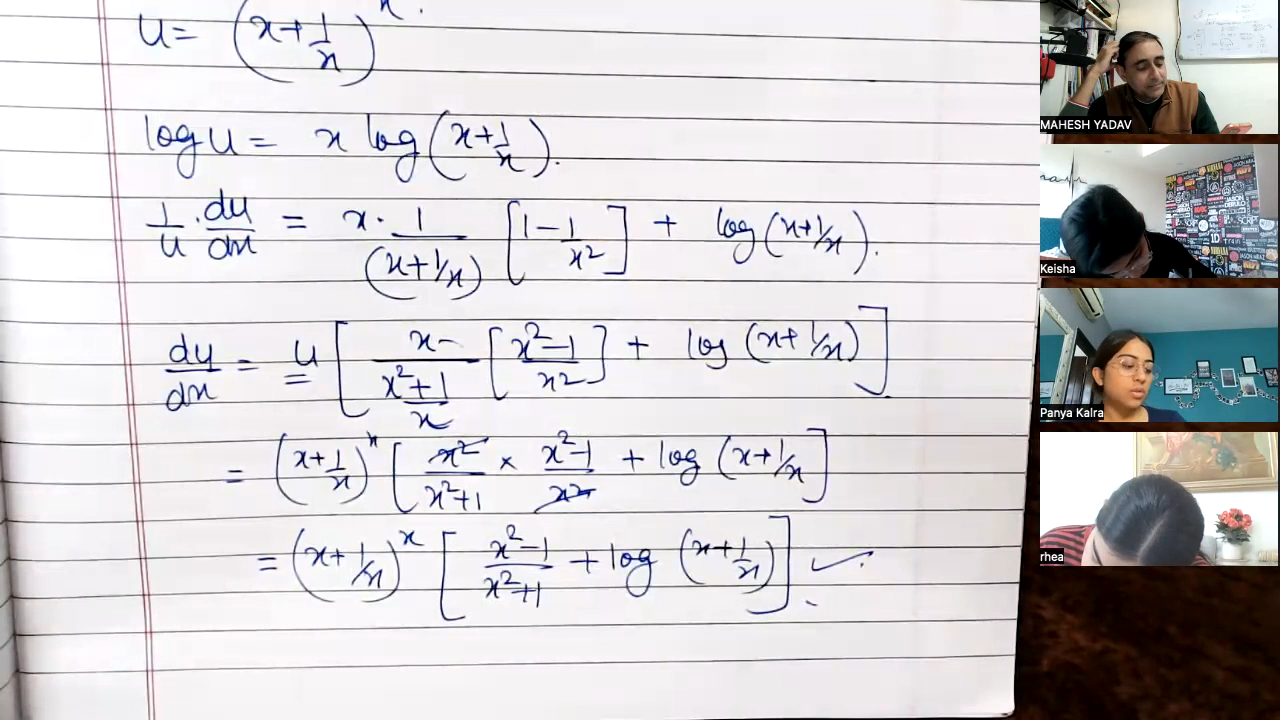 u = (x + 1/x)^x .
log u = x log (x + 1/x) .
1/u . du/dx = x · 1/(x + 1/x) [1 - 1/x²] + log (x + 1/x) .
du/dx = u [ x/((x² + 1)/x) [(x² - 1)/x²] + log (x + 1/x) ]
= (x + 1/x)^x [ x²/(x² + 1) × (x² - 1)/x² + log (x + 1/x) ]
= (x + 1/x)^x [ (x² - 1)/(x² + 1) + log (x + 1/x) ] ✓ .
MAHESH YADAV
Keisha
Panya Kalra
rhea